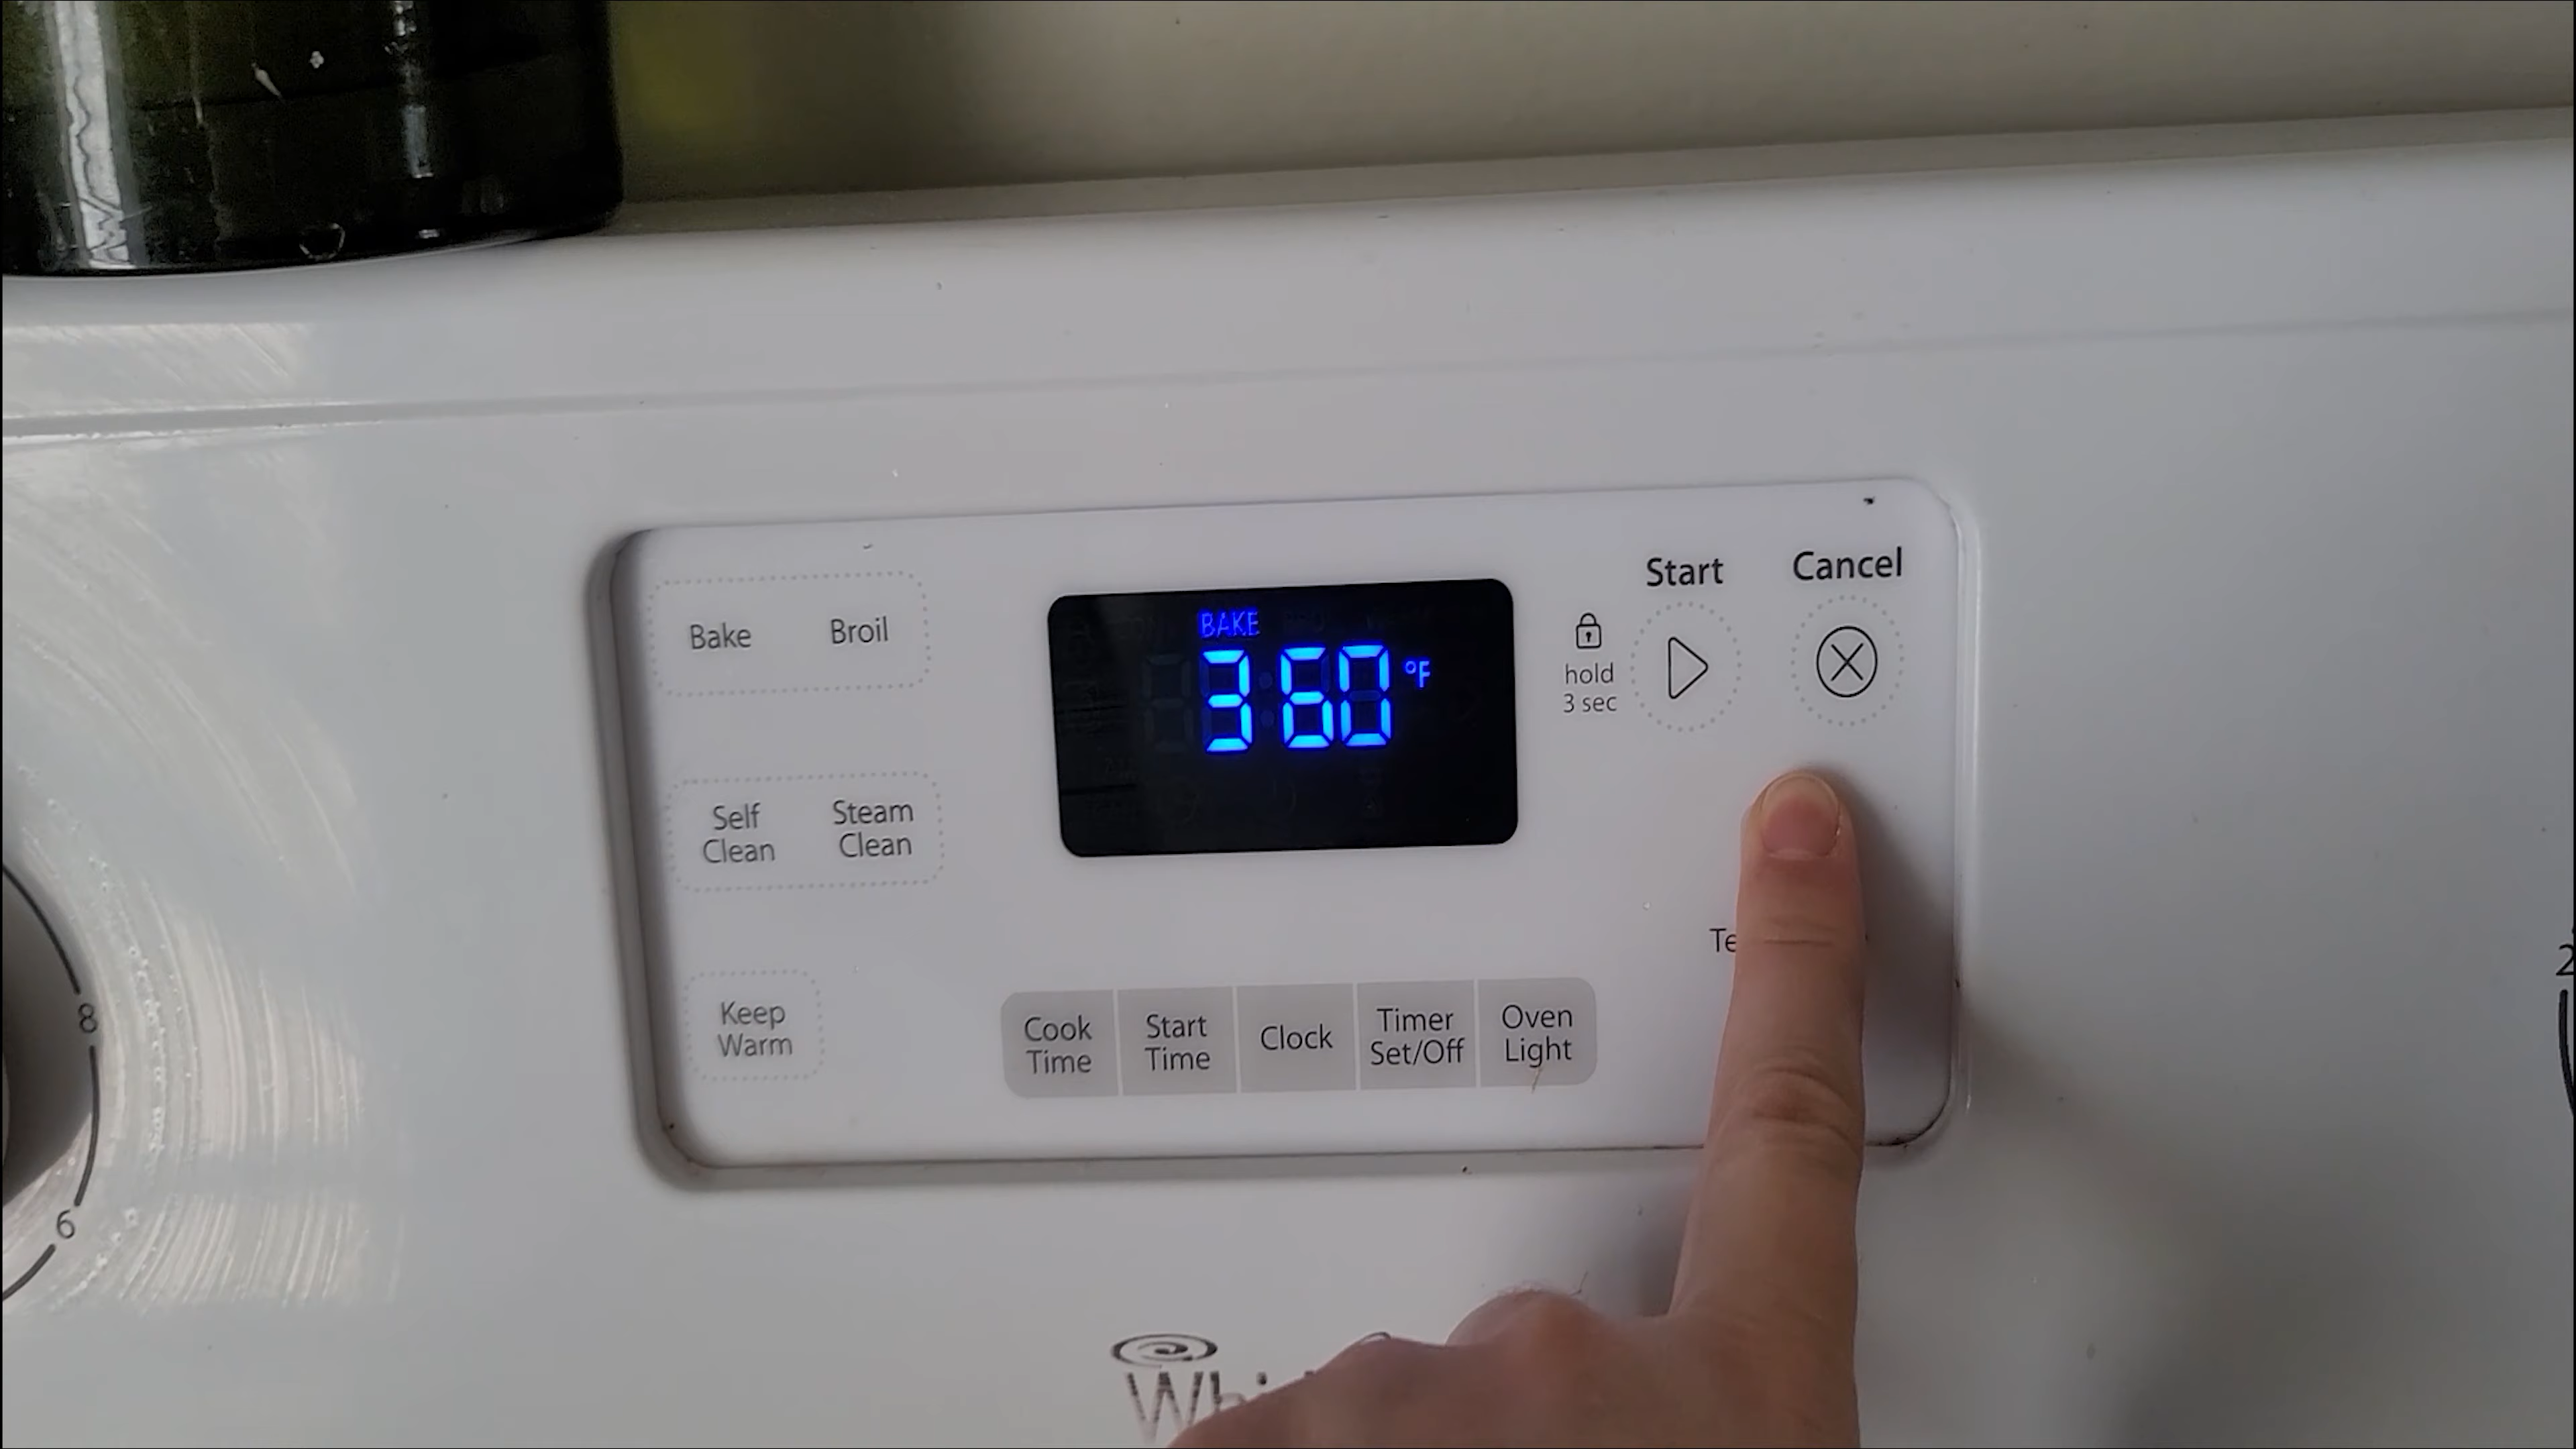 Start Cancel
BAKE
Bake Broil
360 °F
hold
3 sec
Self
Clean
Steam
Clean
Te
Keep
Warm
Cook
Time
Start
Time
Clock
Timer
Set/Off
Oven
Light
8
6
2